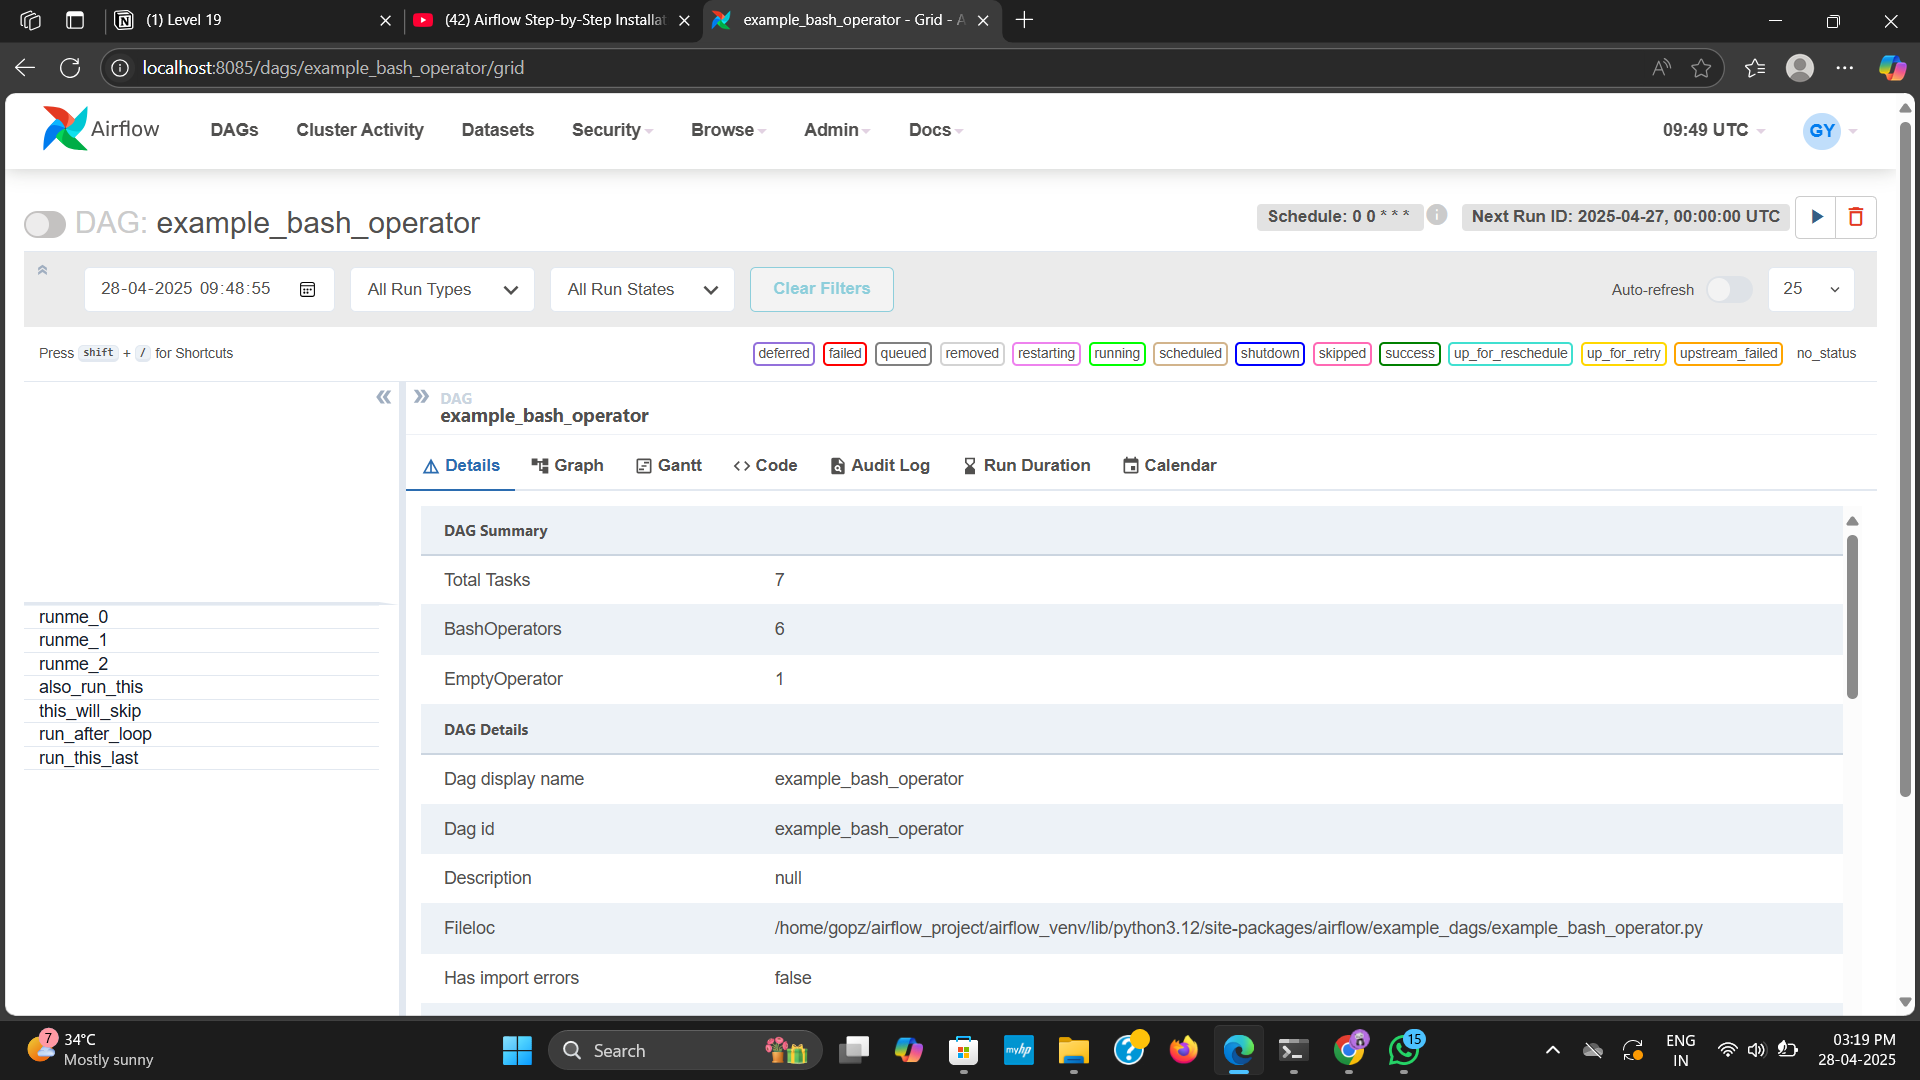 (1) Level 19
(42) Airflow Step-by-Step Installat
example_bash_operator - Grid - A
localhost:8085/dags/example_bash_operator/grid
Airflow
DAGs
Cluster Activity
Datasets
Security
Browse
Admin
Docs
09:49 UTC
GY
DAG: example_bash_operator
Schedule: 0 0 * * *
Next Run ID: 2025-04-27, 00:00:00 UTC
28-04-2025 09:48:55
All Run Types
All Run States
Clear Filters
Auto-refresh
25
Press shift + / for Shortcuts
deferred
failed
queued
removed
restarting
running
scheduled
shutdown
skipped
success
up_for_reschedule
up_for_retry
upstream_failed
no_status
runme_0
runme_1
runme_2
also_run_this
this_will_skip
run_after_loop
run_this_last
DAG
example_bash_operator
Details
Graph
Gantt
Code
Audit Log
Run Duration
Calendar
DAG Summary
Total Tasks 7
BashOperators 6
EmptyOperator 1
DAG Details
Dag display name example_bash_operator
Dag id example_bash_operator
Description null
Fileloc /home/gopz/airflow_project/airflow_venv/lib/python3.12/site-packages/airflow/example_dags/example_bash_operator.py
Has import errors false
7
34°C
Mostly sunny
Search
myhp
15
ENG
IN
03:19 PM
28-04-2025